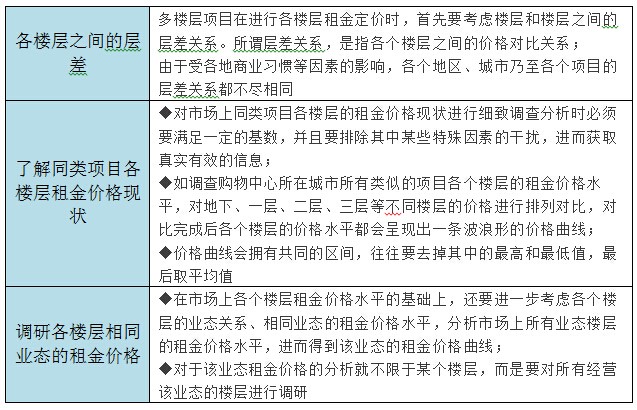 各楼层之间的层
差
多楼层项目在进行各楼层租金定价时，首先要考虑楼层和楼层之间的
层差关系。所谓层差关系，是指各个楼层之间的价格对比关系；
由于受各地商业习惯等因素的影响，各个地区、城市乃至各个项目的
层差关系都不尽相同
了解同类项目各
楼层租金价格现
状
◆对市场上同类项目各楼层的租金价格现状进行细致调查分析时必须
要满足一定的基数，并且要排除其中某些特殊因素的干扰，进而获取
真实有效的信息；
◆如调查购物中心所在城市所有类似的项目各个楼层的租金价格水
平，对地下、一层、二层、三层等不同楼层的价格进行排列对比，对
比完成后各个楼层的价格水平都会呈现出一条波浪形的价格曲线；
◆价格曲线会拥有共同的区间，往往要去掉其中的最高和最低值，最
后取平均值
调研各楼层相同
业态的租金价格
◆在市场上各个楼层租金价格水平的基础上，还要进一步考虑各个楼
层的业态关系、相同业态的租金价格水平，分析市场上所有业态楼层
的租金价格水平，进而得到该业态的租金价格曲线；
◆对于该业态租金价格的分析就不限于某个楼层，而是要对所有经营
该业态的楼层进行调研